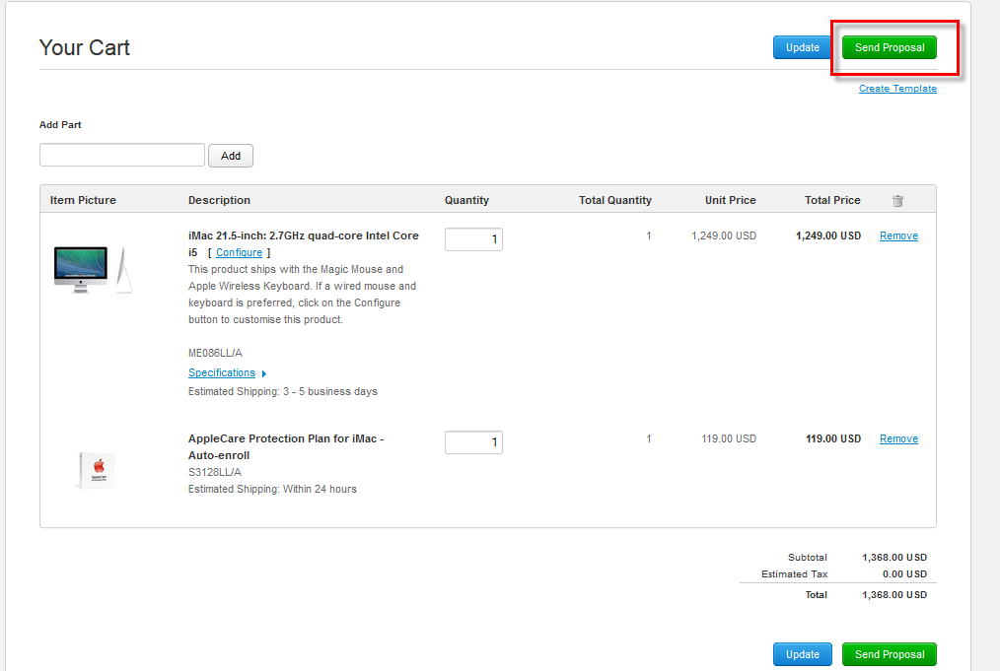 Your Cart
Update
Send Proposal
Create Template
Add Part
Add
Item Picture Description Quantity Total Quantity Unit Price Total Price
iMac 21.5-inch: 2.7GHz quad-core Intel Core 1 1 1,249.00 USD 1,249.00 USD Remove
i5 [ Configure ]
This product ships with the Magic Mouse and
Apple Wireless Keyboard. If a wired mouse and
keyboard is preferred, click on the Configure
button to customise this product.
ME086LL/A
Specifications
Estimated Shipping: 3 - 5 business days
AppleCare Protection Plan for iMac - 1 1 119.00 USD 119.00 USD Remove
Auto-enroll
S3128LL/A
Estimated Shipping: Within 24 hours
Subtotal 1,368.00 USD
Estimated Tax 0.00 USD
Total 1,368.00 USD
Update
Send Proposal